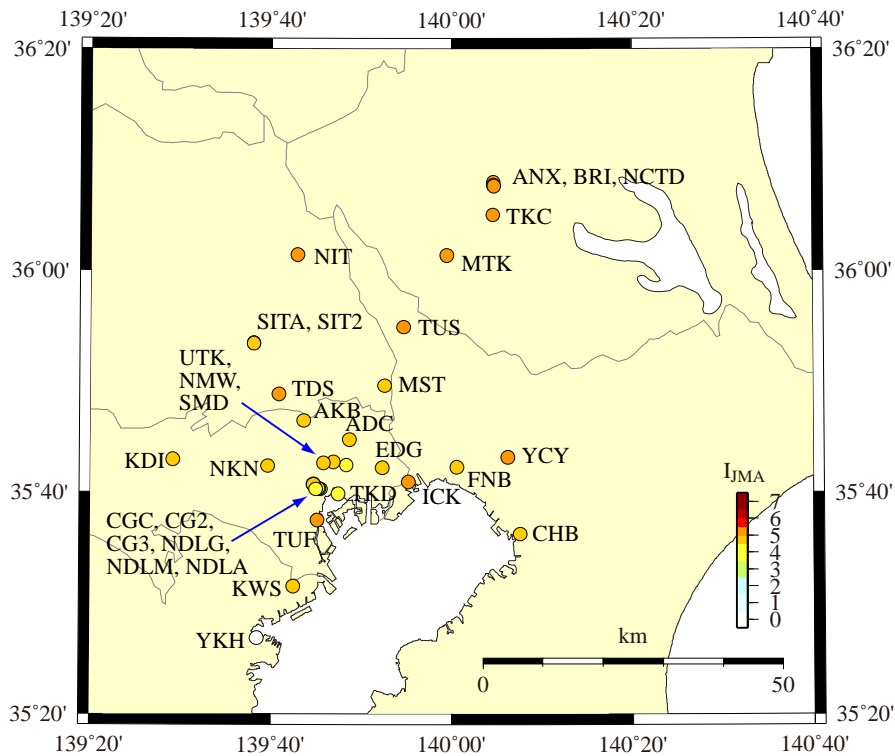 139˚20' 139˚40' 140˚00' 140˚20' 140˚40'
36˚20' 36˚20'
ANX, BRI, NCTD
TKC
NIT MTK
36˚00' 36˚00'
SITA, SIT2 TUS
UTK,
NMW,
SMD
TDS MST
AKB
ADC
KDI NKN EDG FNB YCY
35˚40' 35˚40'
TKD ICK
I JMA
7
6
5
4
3
2
1
0
CGC, CG2,
CG3, NDLG,
NDLM, NDLA
TUF CHB
KWS
YKH
km
0 50
35˚20' 35˚20'
139˚20' 139˚40' 140˚00' 140˚20' 140˚40'